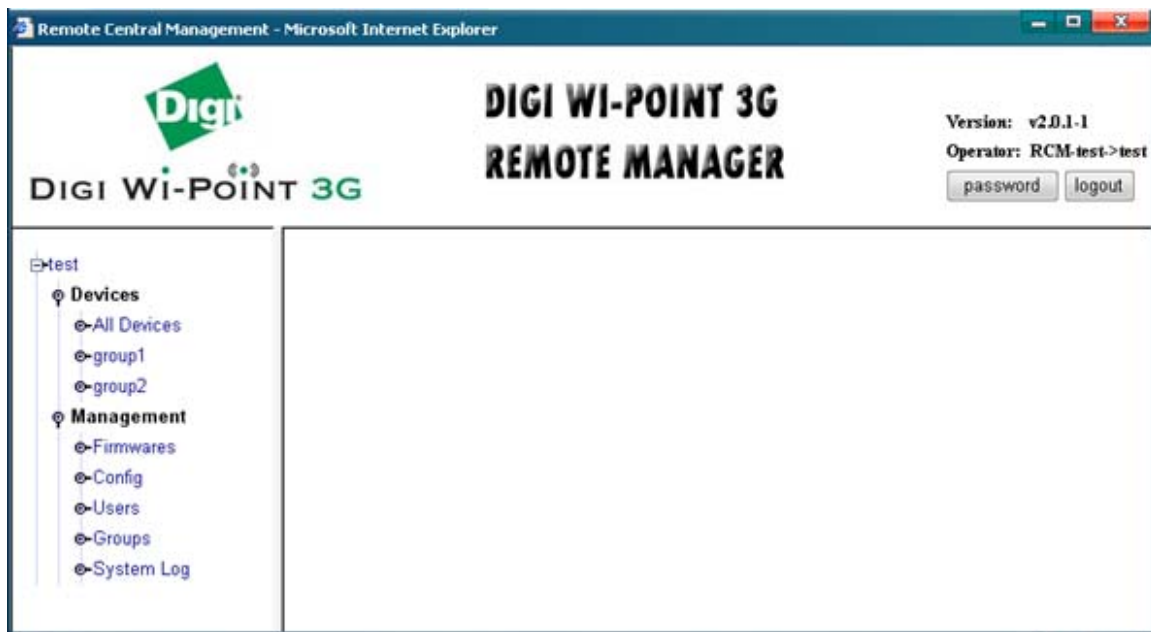 Remote Central Management - Microsoft Internet Explorer
Digi
DIGI Wi-POiNT 3G
DIGI WI-POINT 3G
REMOTE MANAGER
Version: v2.0.1-1
Operator: RCM-test->test
password logout
test
Devices
All Devices
group1
group2
Management
Firmwares
Config
Users
Groups
System Log